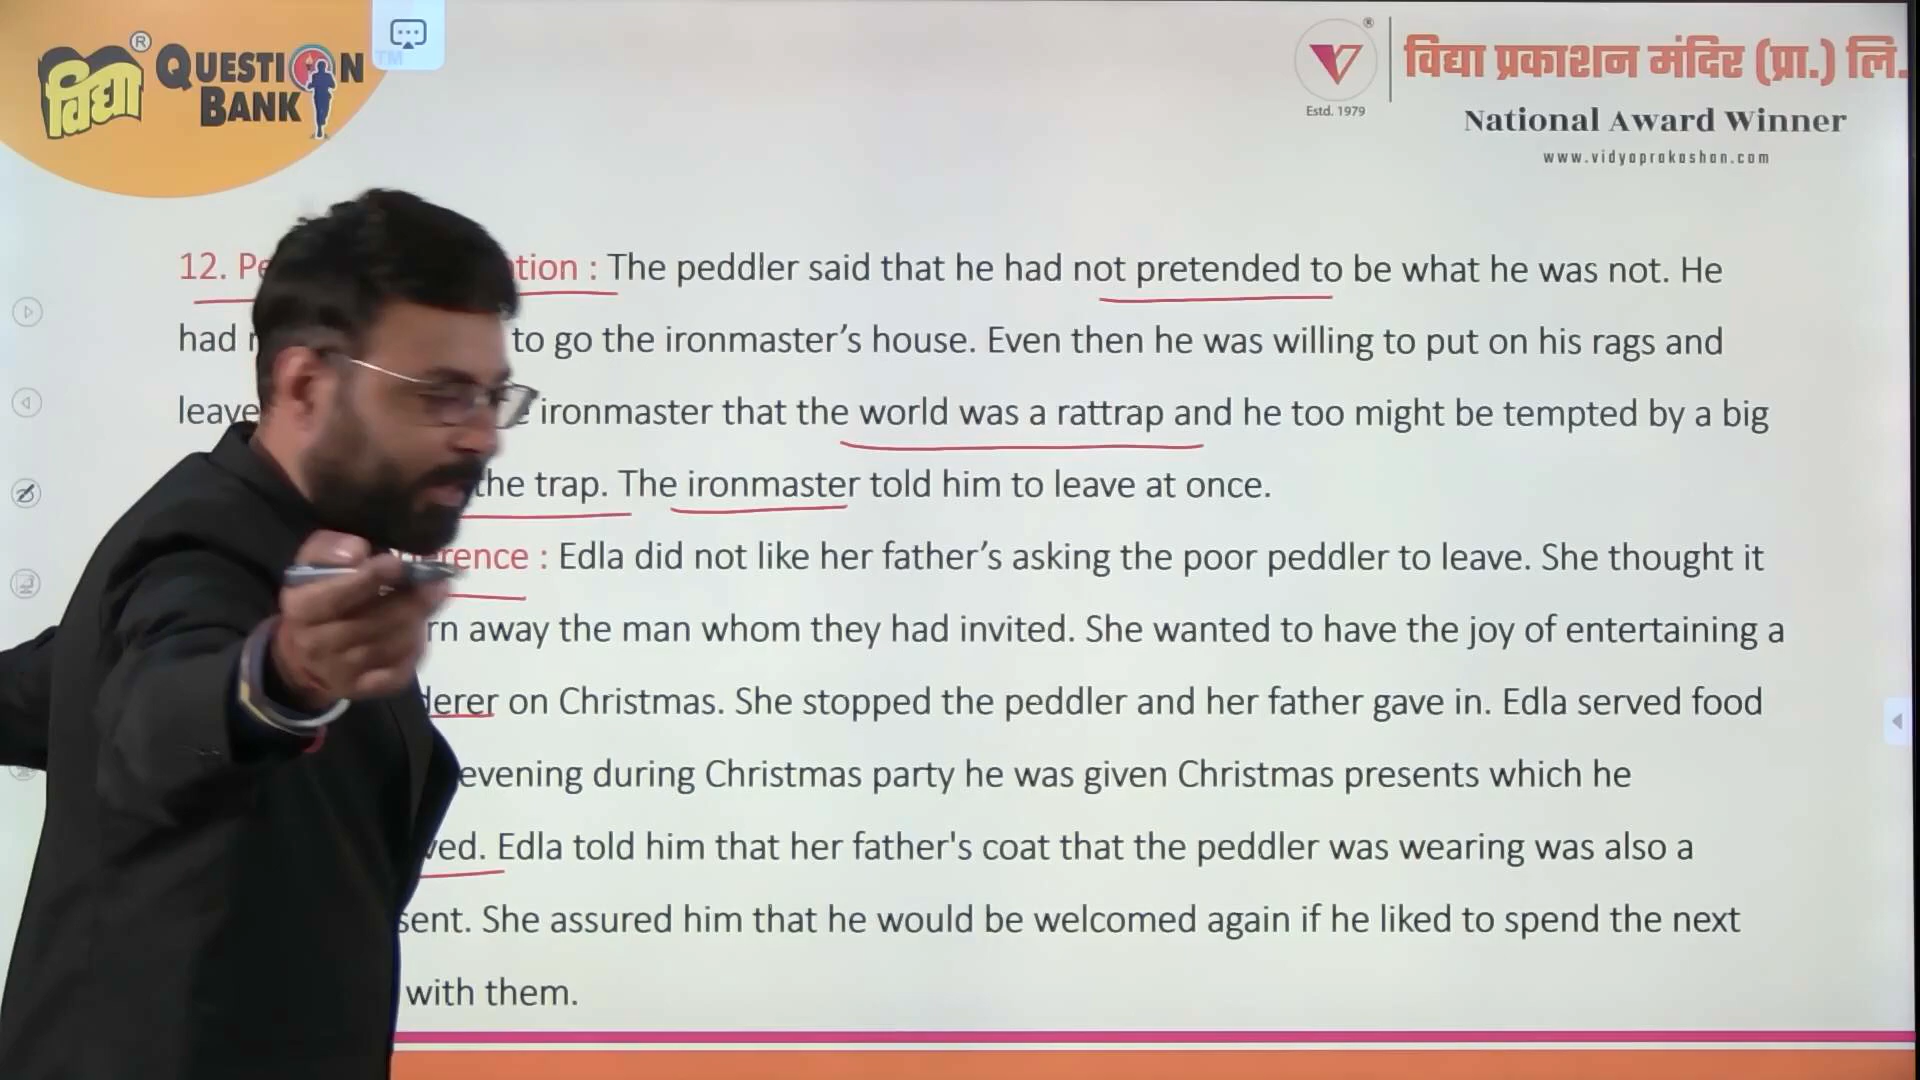 विद्या
®
QUESTION
BANK
TM
®
Estd. 1979
विद्या प्रकाशन मंदिर (प्रा.) लि.
National Award Winner
www.vidyaprakashan.com
12. tion : The peddler said that he had not pretended to be what he was not. He
had to go the ironmaster’s house. Even then he was willing to put on his rags and
leave ironmaster that the world was a rattrap and he too might be tempted by a big
the trap. The ironmaster told him to leave at once.
erence : Edla did not like her father’s asking the poor peddler to leave. She thought it
rn away the man whom they had invited. She wanted to have the joy of entertaining a
derer on Christmas. She stopped the peddler and her father gave in. Edla served food
evening during Christmas party he was given Christmas presents which he
ved. Edla told him that her father's coat that the peddler was wearing was also a
sent. She assured him that he would be welcomed again if he liked to spend the next
with them.